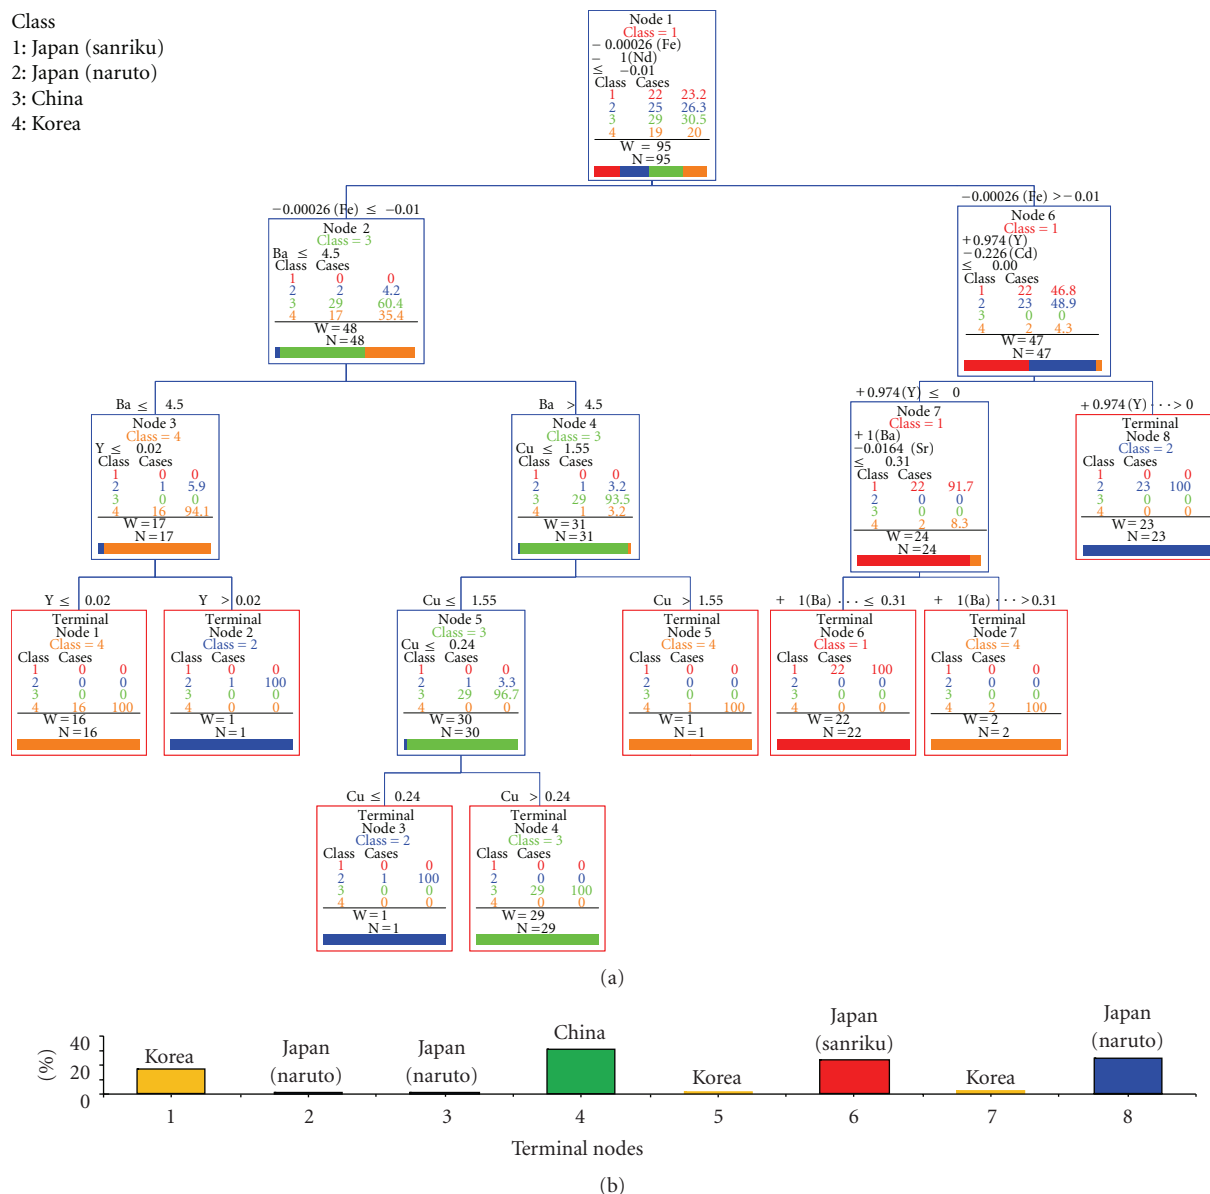 Class
1: Japan (sanriku)
2: Japan (naruto)
3: China
4: Korea
Node 1
Class = 1
− 0.00026 (Fe)
− 1(Nd)
≤ −0.01
Class Cases
1 22 23.2
2 25 26.3
3 29 30.5
4 19 20
W = 95
N = 95
−0.00026 (Fe) ≤ −0.01
Node 2
Class = 3
Ba ≤ 4.5
Class Cases
1 0 0
2 2 4.2
3 29 60.4
4 17 35.4
W = 48
N = 48
−0.00026 (Fe) > −0.01
Node 6
Class = 1
+0.974(Y)
−0.226(Cd)
≤ 0.00
Class Cases
1 22 46.8
2 23 48.9
3 0 0
4 2 4.3
W = 47
N = 47
Ba ≤ 4.5
Node 3
Class = 4
Y ≤ 0.02
Class Cases
1 0 0
2 1 5.9
3 0 0
4 16 94.1
W = 17
N = 17
Ba > 4.5
Node 4
Class = 3
Cu ≤ 1.55
Class Cases
1 0 0
2 1 3.2
3 29 93.5
4 1 3.2
W = 31
N = 31
+0.974(Y) ≤ 0
Node 7
Class = 1
+ 1(Ba)
−0.0164 (Sr)
≤ 0.31
Class Cases
1 22 91.7
2 0 0
3 0 0
4 2 8.3
W = 24
N = 24
+0.974(Y) · · · > 0
Terminal
Node 8
Class = 2
Class Cases
1 0 0
2 23 100
3 0 0
4 0 0
W = 23
N = 23
Y ≤ 0.02
Terminal
Node 1
Class = 4
Class Cases
1 0 0
2 0 0
3 0 0
4 16 100
W = 16
N = 16
Y > 0.02
Terminal
Node 2
Class = 2
Class Cases
1 0 0
2 1 100
3 0 0
4 0 0
W = 1
N = 1
Cu ≤ 1.55
Node 5
Class = 3
Cu ≤ 0.24
Class Cases
1 0 0
2 1 3.3
3 29 96.7
4 0 0
W = 30
N = 30
Cu > 1.55
Terminal
Node 5
Class = 4
Class Cases
1 0 0
2 0 0
3 0 0
4 1 100
W = 1
N = 1
+ 1(Ba) · · · ≤ 0.31
Terminal
Node 6
Class = 1
Class Cases
1 22 100
2 0 0
3 0 0
4 0 0
W = 22
N = 22
+ 1(Ba) · · · > 0.31
Terminal
Node 7
Class = 4
Class Cases
1 0 0
2 0 0
3 0 0
4 2 100
W = 2
N = 2
Cu ≤ 0.24
Terminal
Node 3
Class = 2
Class Cases
1 0 0
2 1 100
3 0 0
4 0 0
W = 1
N = 1
Cu > 0.24
Terminal
Node 4
Class = 3
Class Cases
1 0 0
2 0 0
3 29 100
4 0 0
W = 29
N = 29
(a)
(%)
40
20
0
Korea
Japan
(naruto)
Japan
(naruto)
China
Korea
Japan
(sanriku)
Korea
Japan
(naruto)
1 2 3 4 5 6 7 8
Terminal nodes
(b)